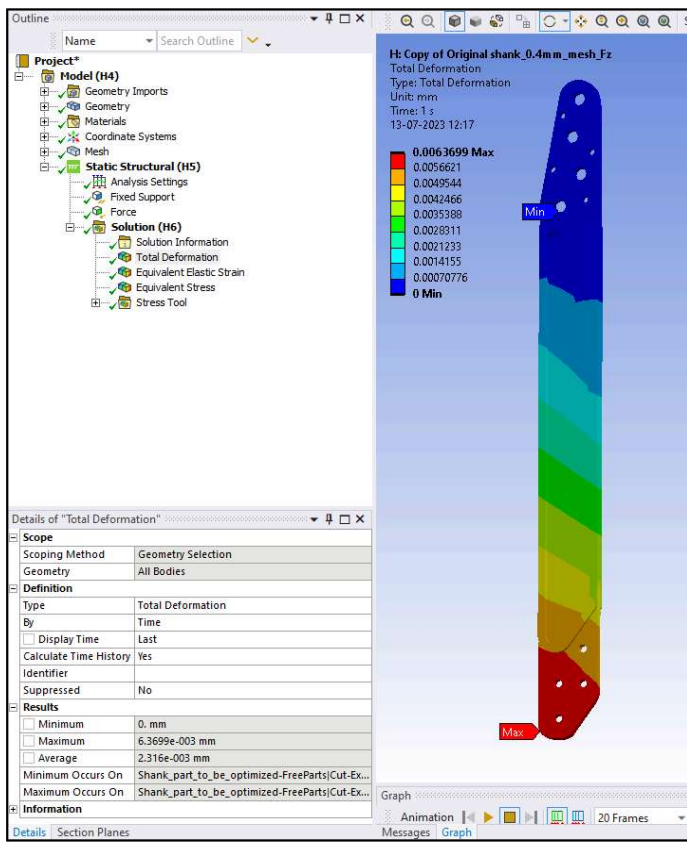 Outline
Name
Search Outline
Project*
Model (H4)
Geometry Imports
Geometry
Materials
Coordinate Systems
Mesh
Static Structural (H5)
Analysis Settings
Fixed Support
Force
Solution (H6)
Solution Information
Total Deformation
Equivalent Elastic Strain
Equivalent Stress
Stress Tool
H: Copy of Original shank_0.4mm_mesh_Fz
Total Deformation
Type: Total Deformation
Unit: mm
Time: 1 s
13-07-2023 12:17
0.0063699 Max
0.0056621
0.0049544
0.0042466
0.0035388
0.0028311
0.0021233
0.0014155
0.00070776
0 Min
Min
Max
Details of "Total Deformation"
Scope
Scoping Method Geometry Selection
Geometry All Bodies
Definition
Type Total Deformation
By Time
Display Time Last
Calculate Time History Yes
Identifier
Suppressed No
Results
Minimum 0. mm
Maximum 6.3699e-003 mm
Average 2.316e-003 mm
Minimum Occurs On Shank_part_to_be_optimized-FreeParts|Cut-Ex...
Maximum Occurs On Shank_part_to_be_optimized-FreeParts|Cut-Ex...
Information
Details Section Planes
Graph
Animation 20 Frames
Messages Graph